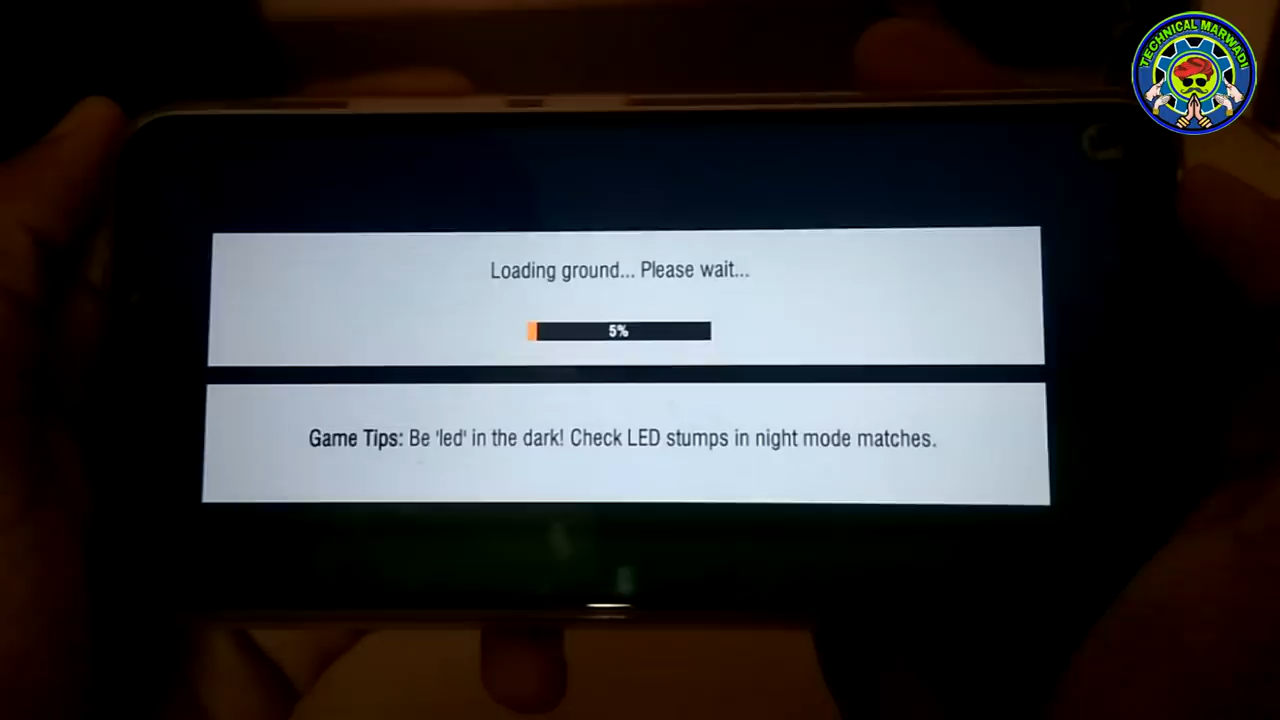 TECHNICAL MARWADI
Loading ground... Please wait...
5%
Game Tips: Be 'led' in the dark! Check LED stumps in night mode matches.